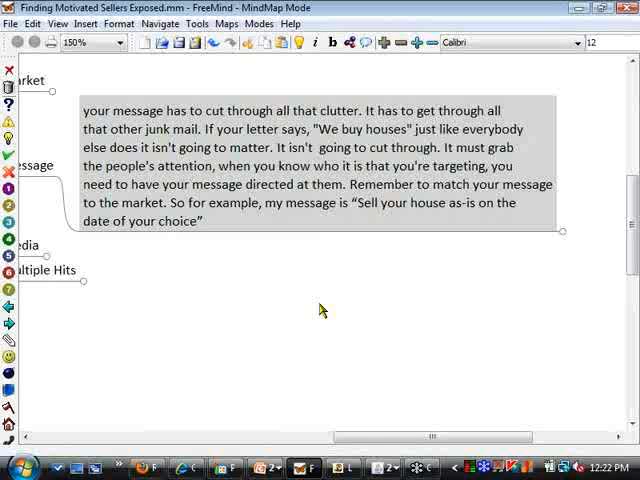 Finding Motivated Sellers Exposed.mm - FreeMind - MindMap Mode
File Edit View Insert Format Navigate Tools Maps Modes Help
150% Calibri 12
arket
your message has to cut through all that clutter. It has to get through all
that other junk mail. If your letter says, "We buy houses" just like everybody
else does it isn't going to matter. It isn't going to cut through. It must grab
the people's attention, when you know who it is that you're targeting, you
need to have your message directed at them. Remember to match your message
to the market. So for example, my message is “Sell your house as-is on the
date of your choice”
essage
edia
ultiple Hits
F C F 2 F L 2 C 12:22 PM